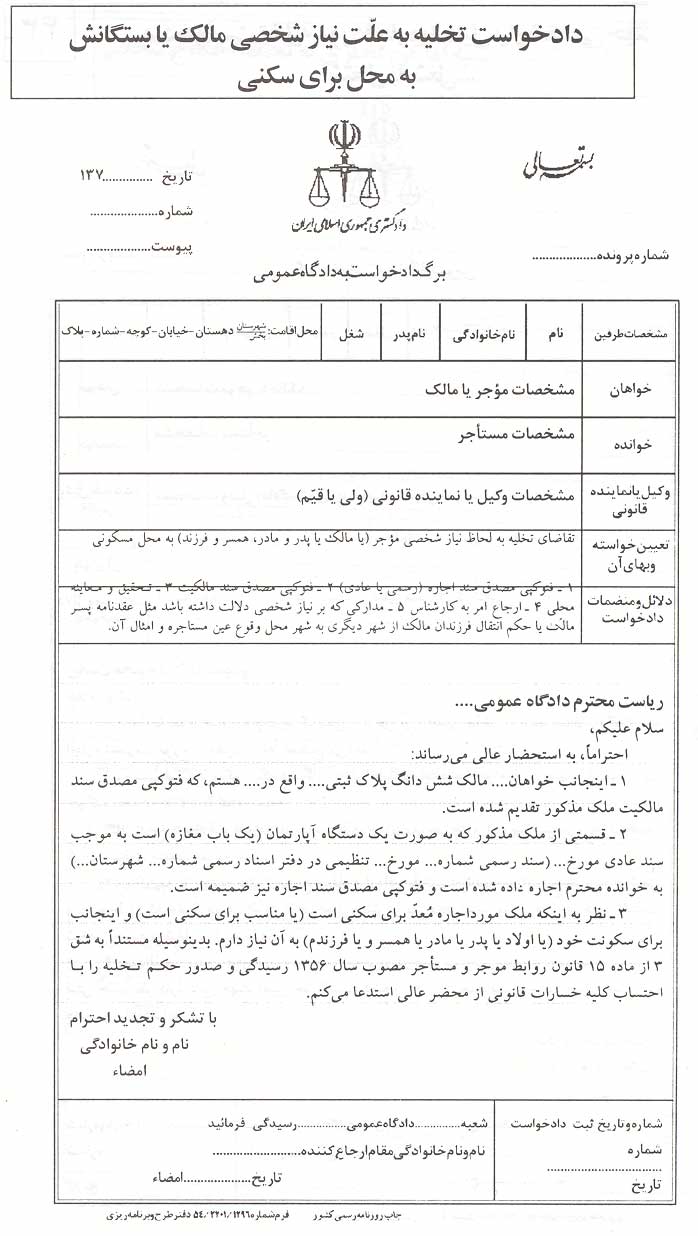 دادخواست تخلیه به علّت نیاز شخصی مالک یا بستگانش
به محل برای سکنی
بسمه تعالی
تاریخ ............... ۱۳۷
شماره....................
پیوست...................
دادگستری جمهوری اسلامی ایران
شماره پرونده...................
برگ دادخواست به دادگاه عمومی
مشخصات طرفین
نام
نام خانوادگی
نام پدر
شغل
محل اقامت: شهرستان بخش دهستان-خیابان-کوچه-شماره-پلاک
خواهان
مشخصات مؤجر یا مالک
خوانده
مشخصات مستأجر
وکیل یا نماینده
قانونی
مشخصات وکیل یا نماینده قانونی (ولی یا قیّم)
تعیین خواسته
وبهای آن
تقاضای تخلیه به لحاظ نیاز شخصی مؤجر (یا مالک یا پدر و مادر، همسر و فرزند) به محل مسکونی
دلائل و منضمات
دادخواست
۱ ـ فتوکپی مصدق سند اجاره (رسمی یا عادی) ۲ ـ فتوکپی مصدق سند مالکیت ۳ ـ تحقیق و معاینه
محلی ۴ ـ ارجاع امر به کارشناس ۵ ـ مدارکی که بر نیاز شخصی دلالت داشته باشد مثل عقدنامه پسر
مالک یا حکم انتقال فرزندان مالک از شهر دیگری به شهر محل وقوع عین مستاجره و امثال آن.
ریاست محترم دادگاه عمومی....
سلام علیکم،
احتراماً، به استحضار عالی می‌رساند:
۱ ـ اینجانب خواهان.... مالک شش دانگ پلاک ثبتی.... واقع در.... هستم، که فتوکپی مصدق سند
مالکیت ملک مذکور تقدیم شده است.
۲ ـ قسمتی از ملک مذکور که به صورت یک دستگاه آپارتمان (یک باب مغازه) است به موجب
سند عادی مورخ... (سند رسمی شماره... مورخ... تنظیمی در دفتر اسناد رسمی شماره... شهرستان...)
به خوانده محترم اجاره داده شده است و فتوکپی مصدق سند اجاره نیز ضمیمه است.
۳ ـ نظر به اینکه ملک مورداجاره مُعدّ برای سکنی است (یا مناسب برای سکنی است) و اینجانب
برای سکونت خود (یا اولاد یا پدر یا مادر یا همسر و یا فرزندم) به آن نیاز دارم. بدینوسیله مستنداً به شق
۳ از ماده ۱۵ قانون روابط موجر و مستأجر مصوب سال ۱۳۵۶ رسیدگی و صدور حکم تخلیه را با
احتساب کلیه خسارات قانونی از محضر عالی استدعا می‌کنم.
با تشکر و تجدید احترام
نام و نام خانوادگی
امضاء
شماره و تاریخ ثبت دادخواست
شماره
................................
تاریخ
شعبه...............دادگاه عمومی................رسیدگی فرمائید
نام و نام خانوادگی مقام ارجاع کننده..........................
تاریخ....................امضاء
چاپ روزنامه رسمی کشور
فرم شماره ۵۴/۰۲۲۰۱/۱۲۹۶ دفتر طرح و برنامه ریزی